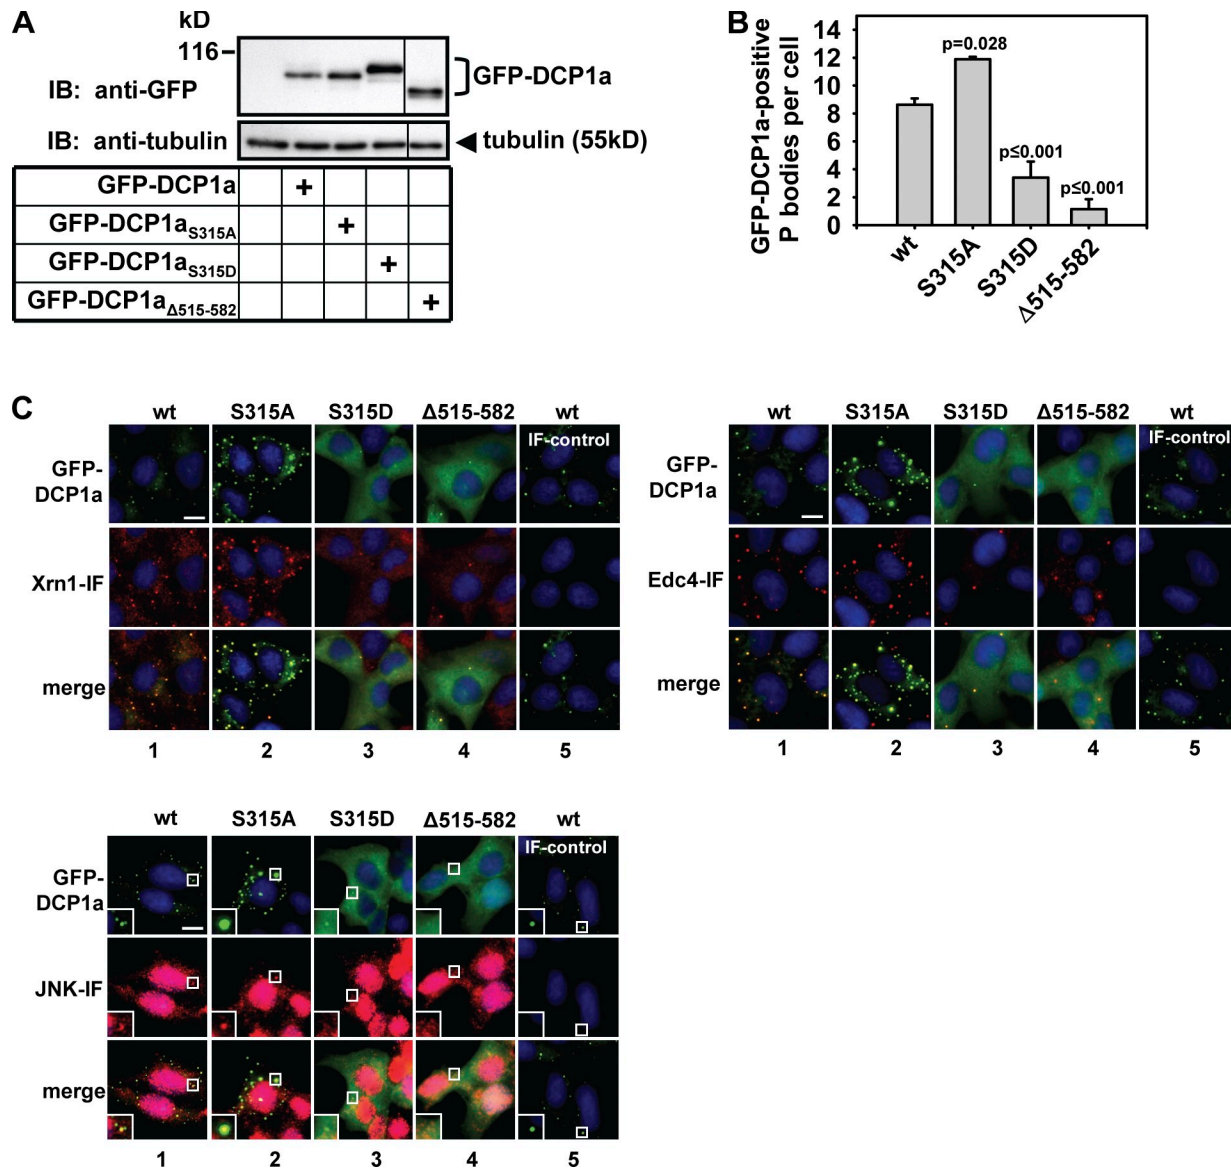 A
kD
116
IB: anti-GFP
GFP-DCP1a
IB: anti-tubulin
tubulin (55kD)
GFP-DCP1a +
GFP-DCP1aS315A +
GFP-DCP1aS315D +
GFP-DCP1aΔ515-582 +
B
GFP-DCP1a-positive
P bodies per cell
14
12
10
8
6
4
2
0
p=0.028
p≤0.001
p≤0.001
wt
S315A
S315D
Δ515-582
C
wt S315A S315D Δ515-582 wt
IF-control
GFP-
DCP1a
Xrn1-IF
merge
1 2 3 4 5
wt S315A S315D Δ515-582 wt
IF-control
GFP-
DCP1a
Edc4-IF
merge
1 2 3 4 5
wt S315A S315D Δ515-582 wt
IF-control
GFP-
DCP1a
JNK-IF
merge
1 2 3 4 5